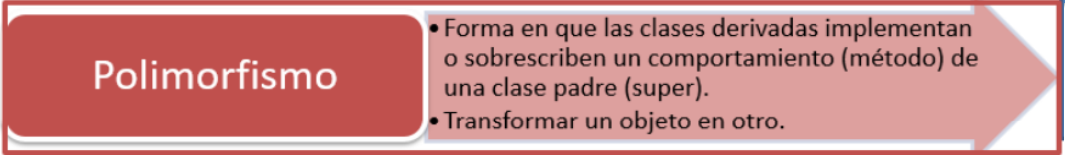 Polimorfismo
• Forma en que las clases derivadas implementan
o sobrescriben un comportamiento (método) de
una clase padre (super).
• Transformar un objeto en otro.